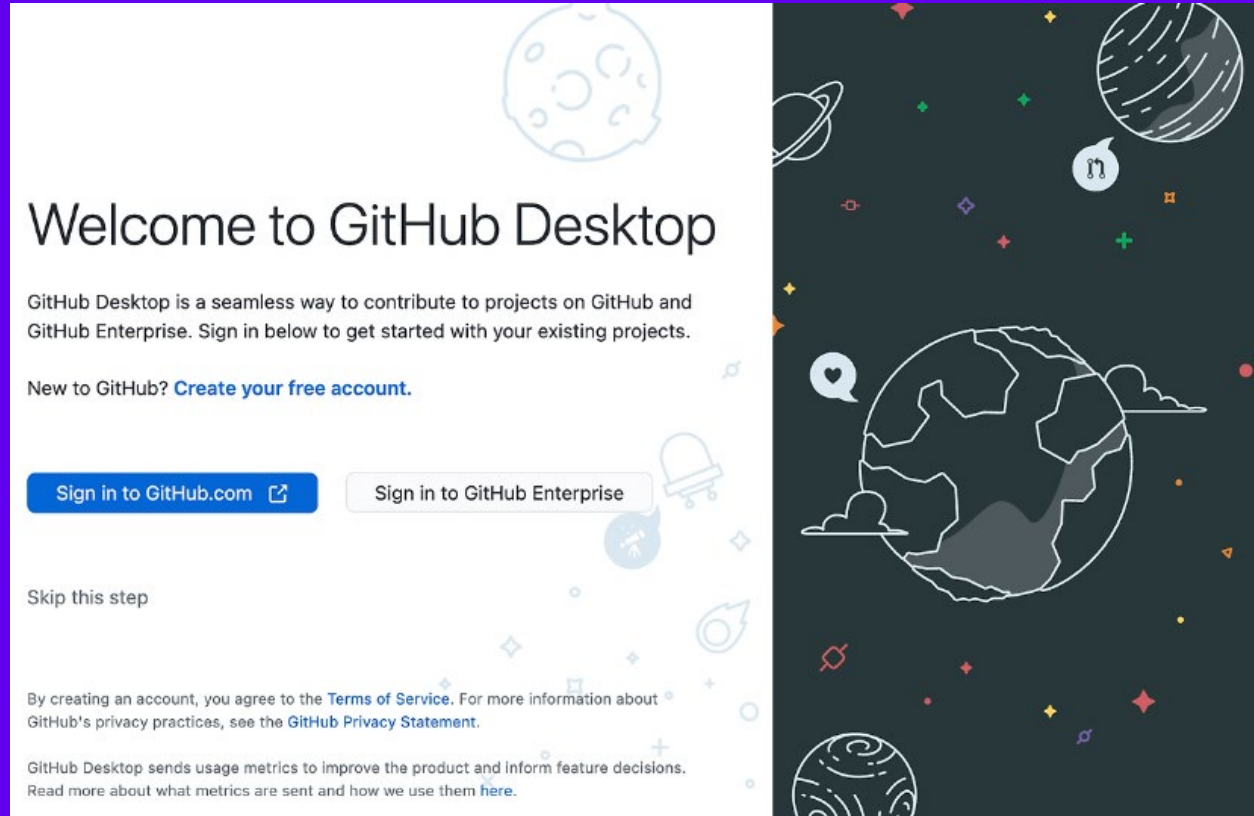 Welcome to GitHub Desktop
GitHub Desktop is a seamless way to contribute to projects on GitHub and
GitHub Enterprise. Sign in below to get started with your existing projects.
New to GitHub? Create your free account.
Sign in to GitHub.com
Sign in to GitHub Enterprise
Skip this step
By creating an account, you agree to the Terms of Service. For more information about
GitHub's privacy practices, see the GitHub Privacy Statement.
GitHub Desktop sends usage metrics to improve the product and inform feature decisions.
Read more about what metrics are sent and how we use them here.